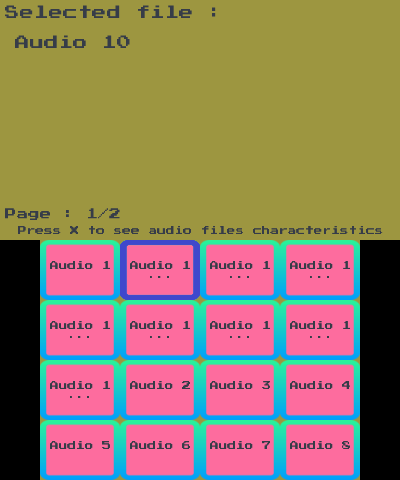 Selected file :
Audio 10
Page : 1/2
Press X to see audio files characteristics
Audio 1 Audio 1 Audio 1 Audio 1
... ... ...
Audio 1 Audio 1 Audio 1 Audio 1
... ... ... ...
Audio 1 Audio 2 Audio 3 Audio 4
...
Audio 5 Audio 6 Audio 7 Audio 8